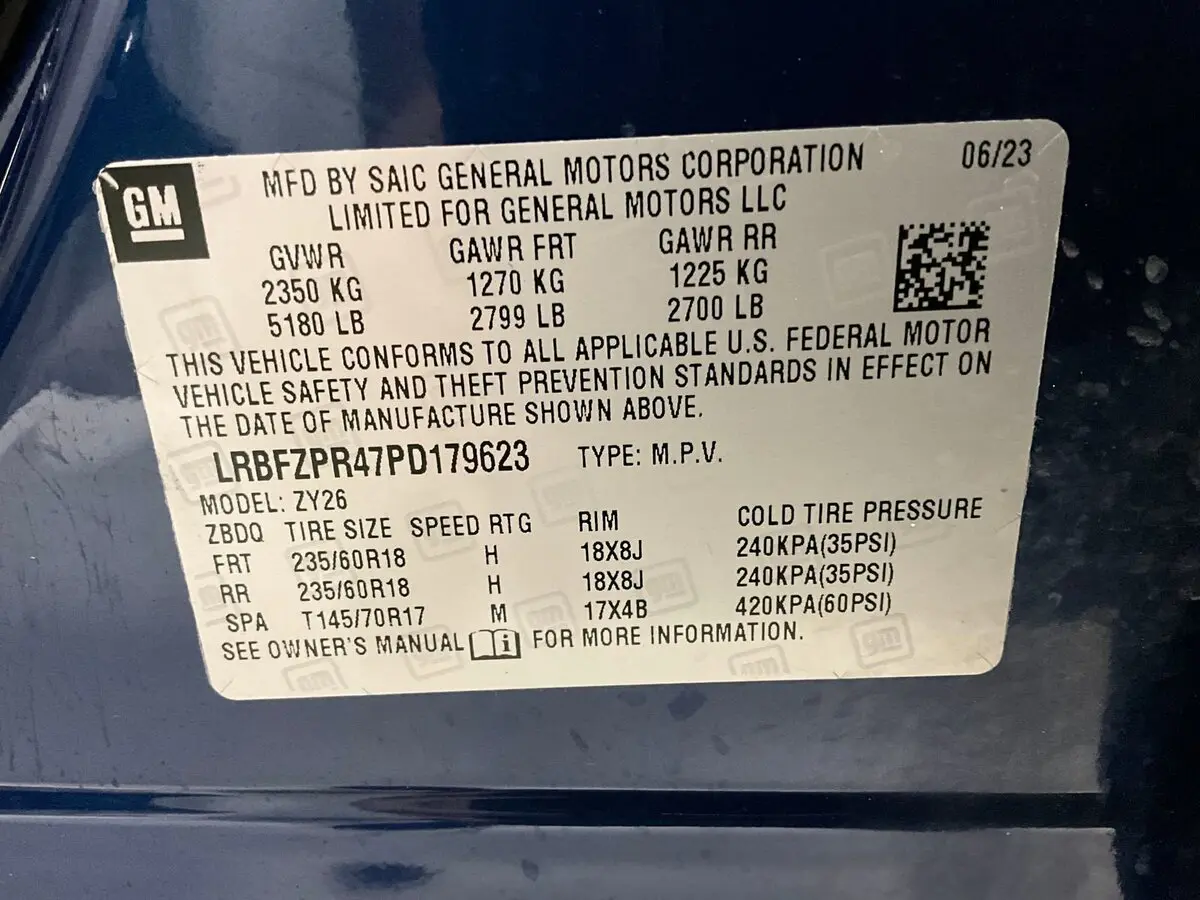 GM
MFD BY SAIC GENERAL MOTORS CORPORATION 06/23
LIMITED FOR GENERAL MOTORS LLC
GVWR GAWR FRT GAWR RR
2350 KG 1270 KG 1225 KG
5180 LB 2799 LB 2700 LB
THIS VEHICLE CONFORMS TO ALL APPLICABLE U.S. FEDERAL MOTOR
VEHICLE SAFETY AND THEFT PREVENTION STANDARDS IN EFFECT ON
THE DATE OF MANUFACTURE SHOWN ABOVE.
LRBFZPR47PD179623 TYPE: M.P.V.
MODEL: ZY26
ZBDQ TIRE SIZE SPEED RTG RIM COLD TIRE PRESSURE
FRT 235/60R18 H 18X8J 240KPA(35PSI)
RR 235/60R18 H 18X8J 240KPA(35PSI)
SPA T145/70R17 M 17X4B 420KPA(60PSI)
SEE OWNER'S MANUAL i FOR MORE INFORMATION.